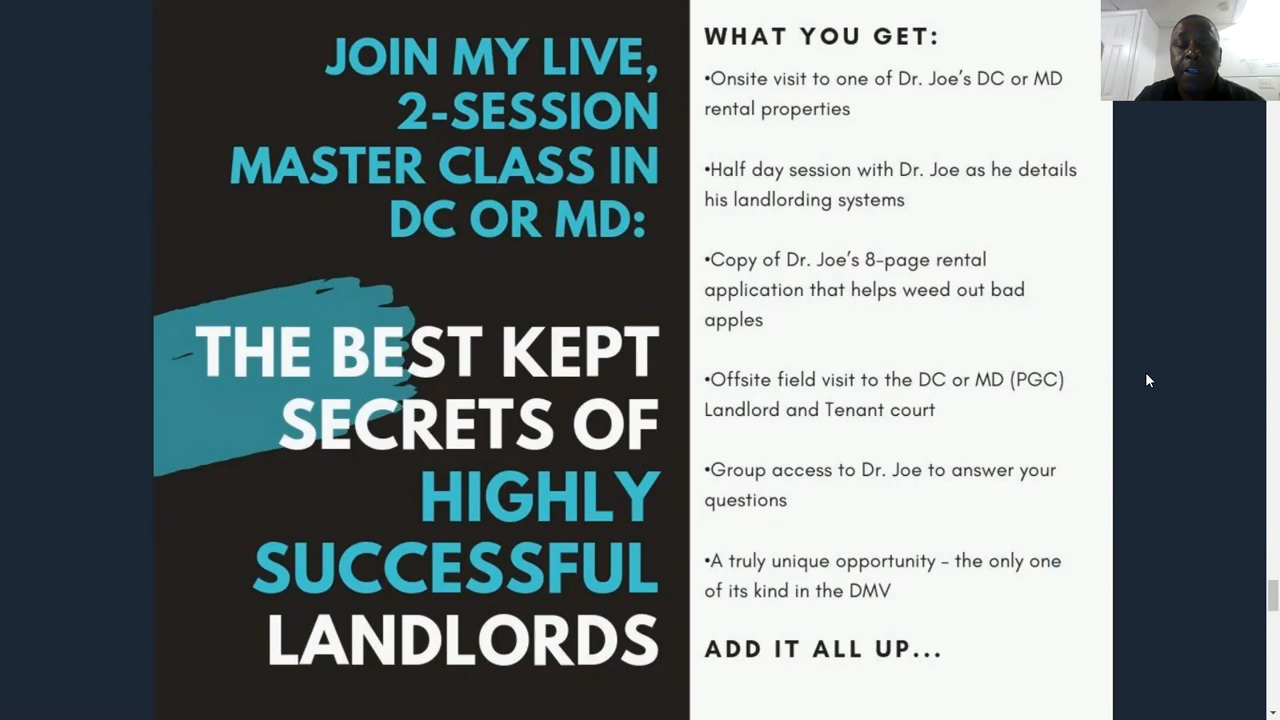 JOIN MY LIVE,
2-SESSION
MASTER CLASS IN
DC OR MD:
THE BEST KEPT
SECRETS OF
HIGHLY
SUCCESSFUL
LANDLORDS
WHAT YOU GET:
•Onsite visit to one of Dr. Joe’s DC or MD
rental properties
•Half day session with Dr. Joe as he details
his landlording systems
•Copy of Dr. Joe’s 8-page rental
application that helps weed out bad
apples
•Offsite field visit to the DC or MD (PGC)
Landlord and Tenant court
•Group access to Dr. Joe to answer your
questions
•A truly unique opportunity – the only one
of its kind in the DMV
ADD IT ALL UP...